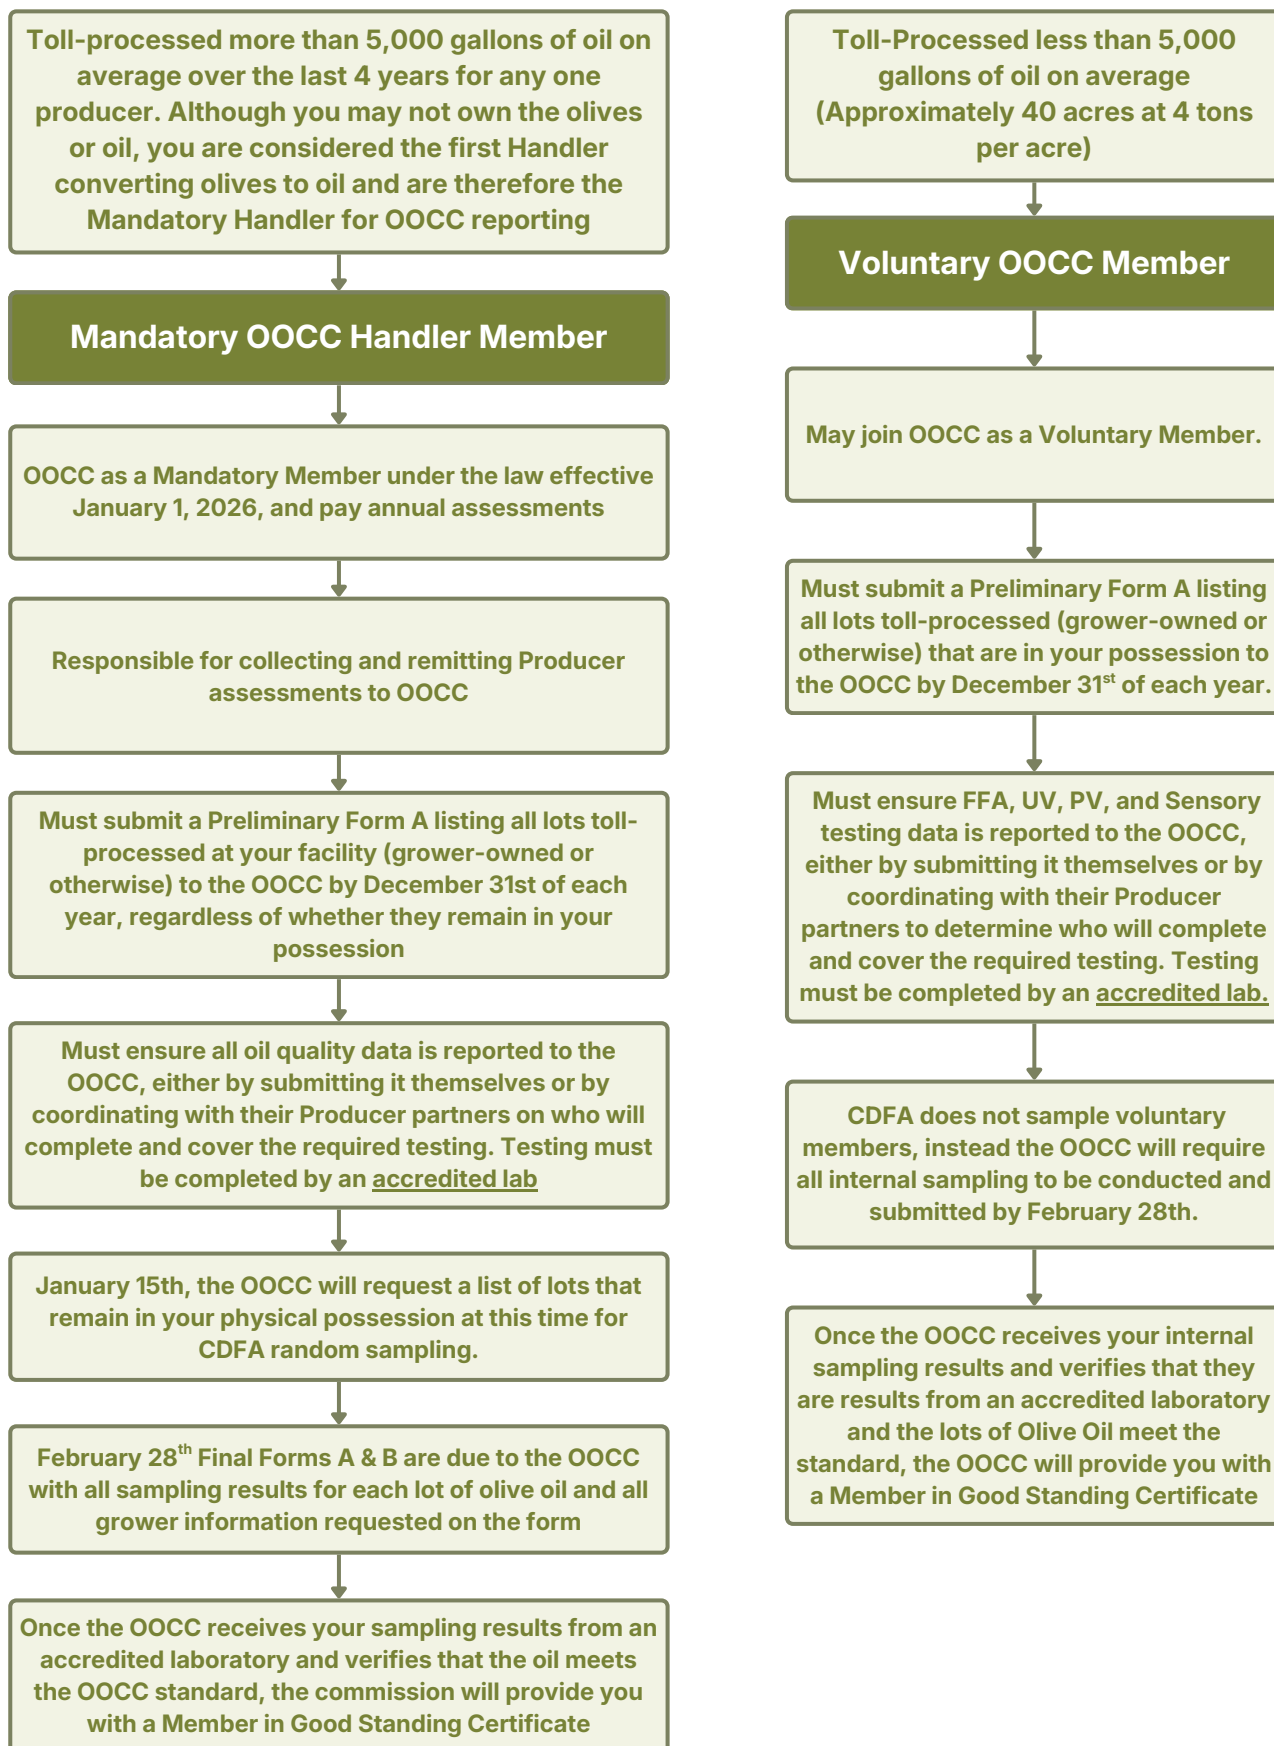 Toll-processed more than 5,000 gallons of oil on
average over the last 4 years for any one
producer. Although you may not own the olives
or oil, you are considered the first Handler
converting olives to oil and are therefore the
Mandatory Handler for OOCC reporting
Mandatory OOCC Handler Member
OOCC as a Mandatory Member under the law effective
January 1, 2026, and pay annual assessments
Responsible for collecting and remitting Producer
assessments to OOCC
Must submit a Preliminary Form A listing all lots toll-
processed at your facility (grower-owned or
otherwise) to the OOCC by December 31st of each
year, regardless of whether they remain in your
possession
Must ensure all oil quality data is reported to the
OOCC, either by submitting it themselves or by
coordinating with their Producer partners on who will
complete and cover the required testing. Testing must
be completed by an accredited lab
January 15th, the OOCC will request a list of lots that
remain in your physical possession at this time for
CDFA random sampling.
February 28th Final Forms A & B are due to the OOCC
with all sampling results for each lot of olive oil and all
grower information requested on the form
Once the OOCC receives your sampling results from an
accredited laboratory and verifies that the oil meets
the OOCC standard, the commission will provide you
with a Member in Good Standing Certificate
Toll-Processed less than 5,000
gallons of oil on average
(Approximately 40 acres at 4 tons
per acre)
Voluntary OOCC Member
May join OOCC as a Voluntary Member.
Must submit a Preliminary Form A listing
all lots toll-processed (grower-owned or
otherwise) that are in your possession to
the OOCC by December 31st of each year.
Must ensure FFA, UV, PV, and Sensory
testing data is reported to the OOCC,
either by submitting it themselves or by
coordinating with their Producer
partners to determine who will complete
and cover the required testing. Testing
must be completed by an accredited lab.
CDFA does not sample voluntary
members, instead the OOCC will require
all internal sampling to be conducted and
submitted by February 28th.
Once the OOCC receives your internal
sampling results and verifies that they
are results from an accredited laboratory
and the lots of Olive Oil meet the
standard, the OOCC will provide you with
a Member in Good Standing Certificate